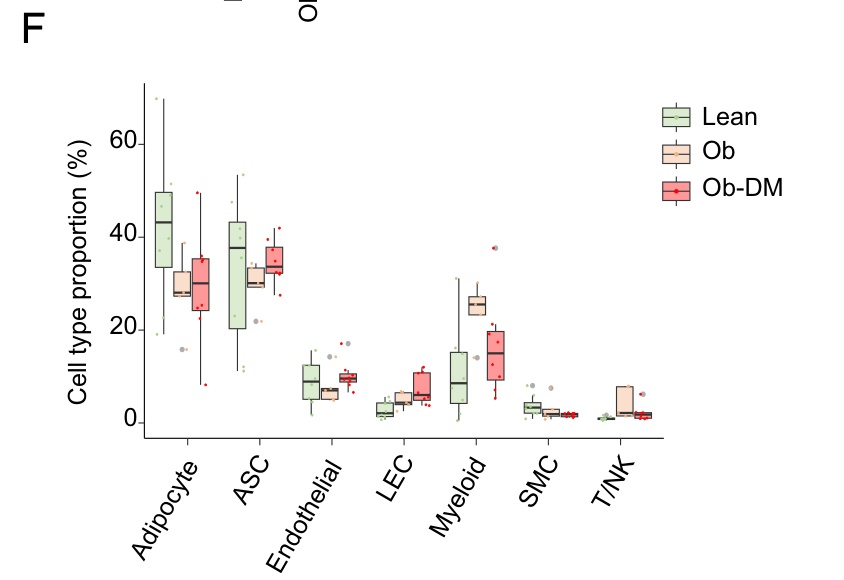 F
Cell type proportion (%)
60
40
20
0
Adipocyte
ASC
Endothelial
LEC
Myeloid
SMC
T/NK
Lean
Ob
Ob-DM